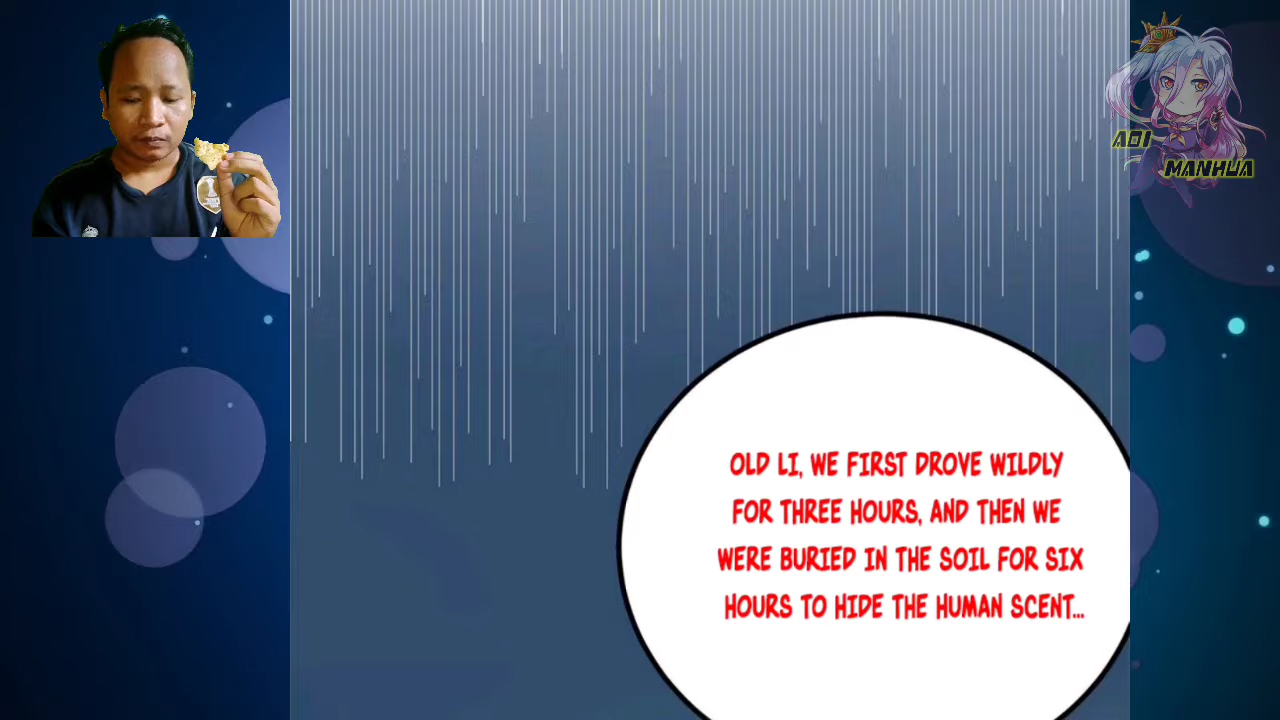 AOI
MANHUA
OLD LI, WE FIRST DROVE WILDLY
FOR THREE HOURS, AND THEN WE
WERE BURIED IN THE SOIL FOR SIX
HOURS TO HIDE THE HUMAN SCENT...